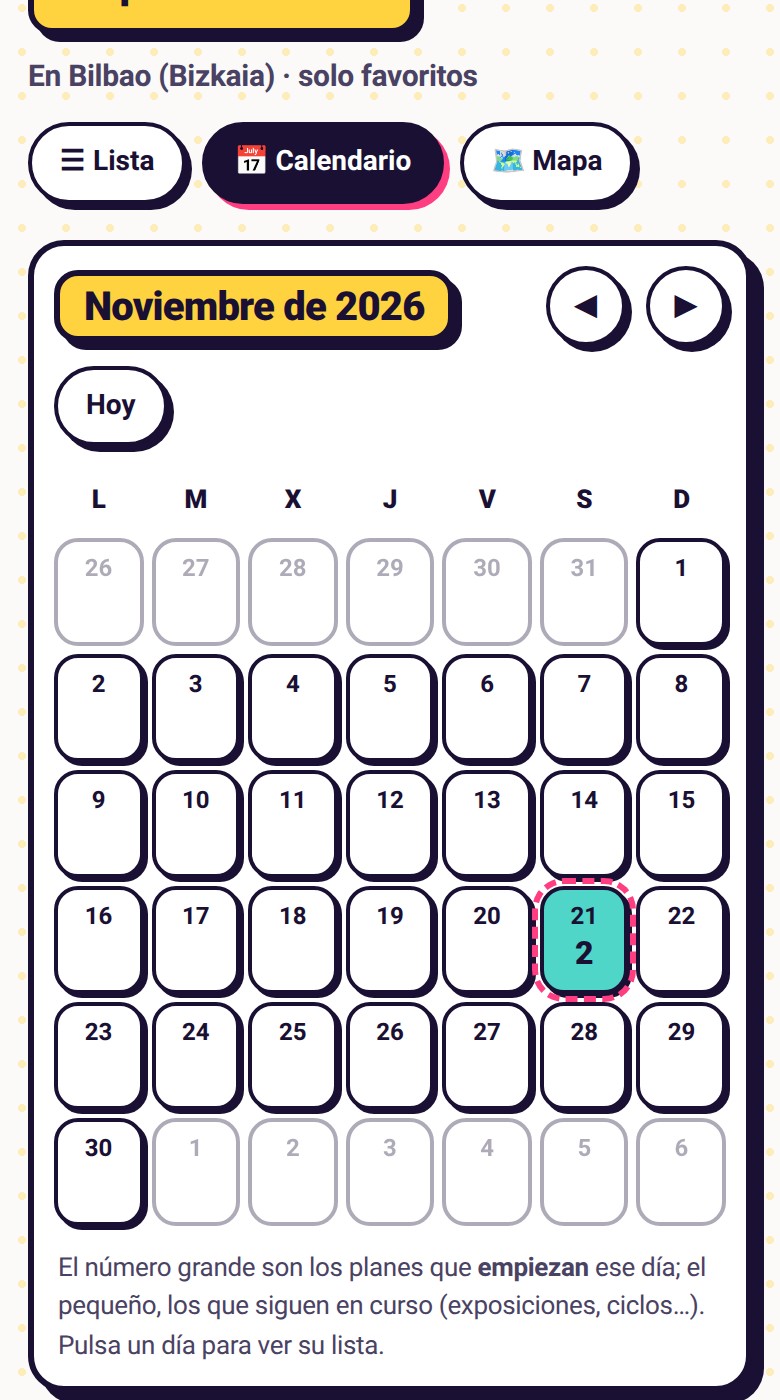 En Bilbao (Bizkaia) · solo favoritos
☰ Lista
📅 Calendario
🗺️ Mapa
Noviembre de 2026
◀ ▶
Hoy
L M X J V S D
26 27 28 29 30 31 1
2 3 4 5 6 7 8
9 10 11 12 13 14 15
16 17 18 19 20 21 22
2
23 24 25 26 27 28 29
30 1 2 3 4 5 6
El número grande son los planes que empiezan ese día; el
pequeño, los que siguen en curso (exposiciones, ciclos…).
Pulsa un día para ver su lista.